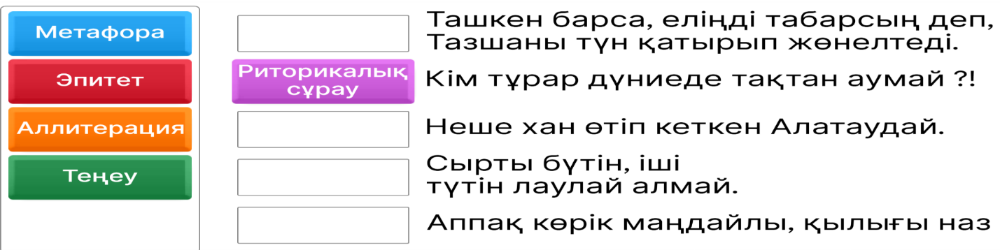 Метафора
Эпитет
Аллитерация
Теңеу
Ташкен барса, еліңді табарсың деп,
Тазшаны түн қатырып жөнелтеді.
Риторикалық
сұрау
Кім тұрар дүниеде тақтан аумай ?!
Неше хан өтіп кеткен Алатаудай.
Сырты бүтін, іші
түтін лаулай алмай.
Аппақ көрік маңдайлы, қылығы наз